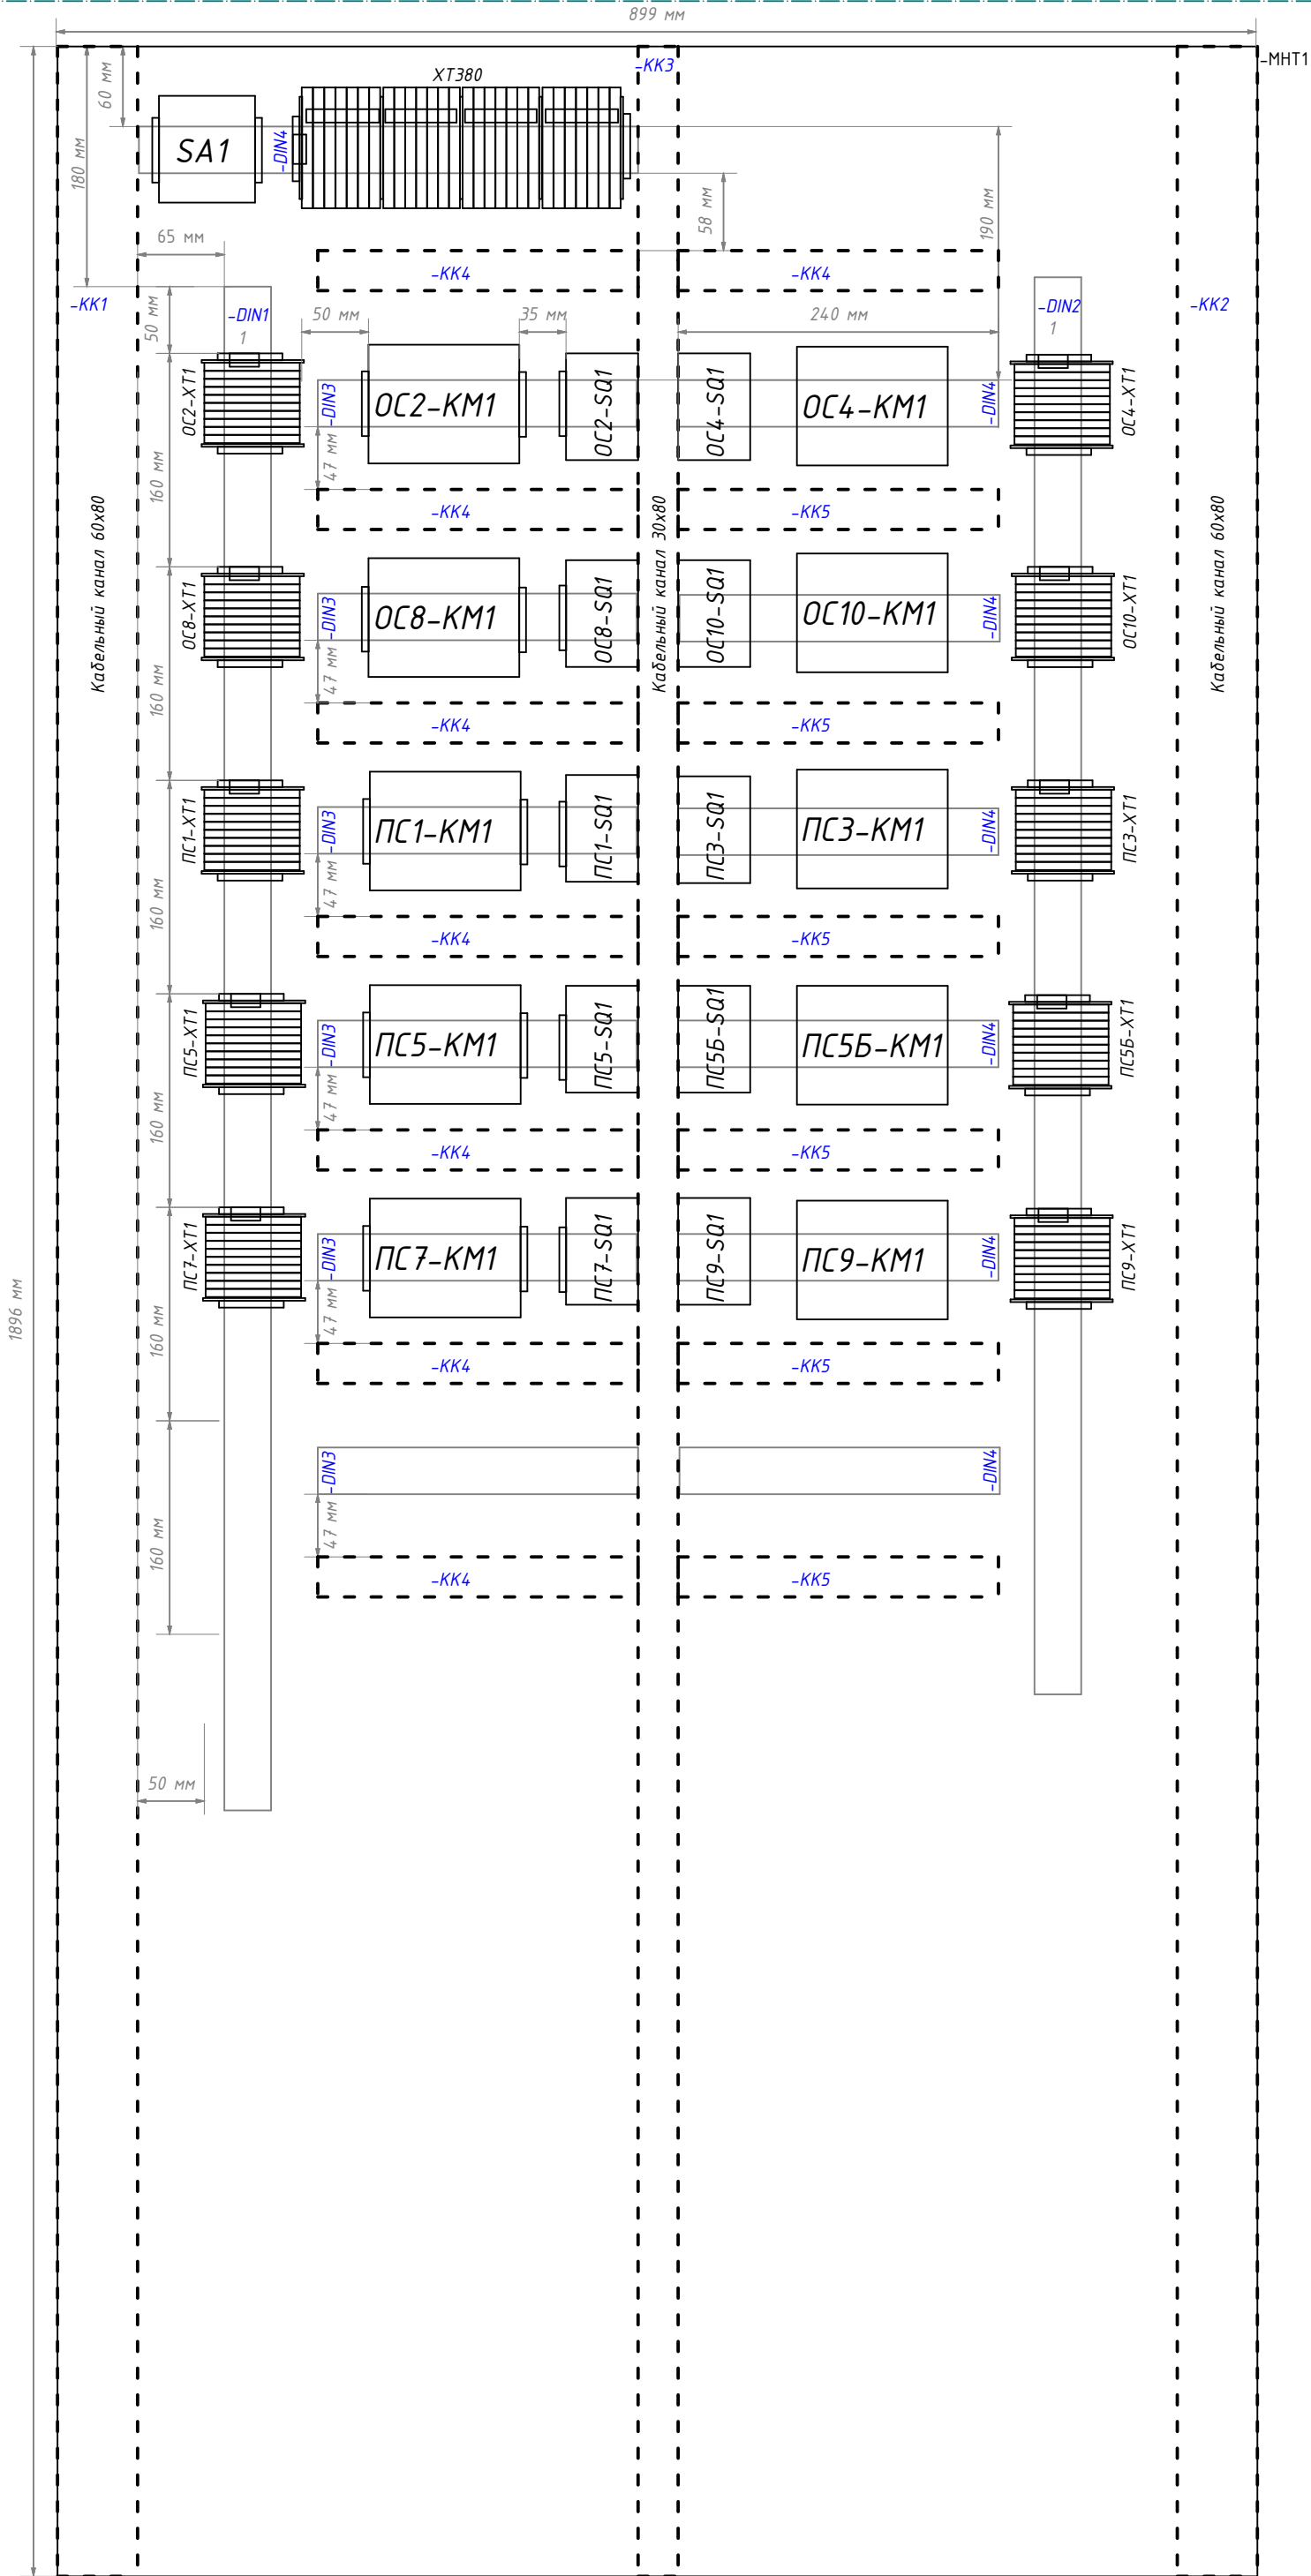 899 мм
-МНТ1
-КК3
XT380
60 мм
180 мм
SA1
-DIN4
58 мм
190 мм
65 мм
-КК4
-КК4
-КК1
-КК2
50 мм
-DIN1
1
50 мм
35 мм
240 мм
-DIN2
1
ОС2-XT1
-DIN3
ОС2-КМ1
ОС2-SQ1
ОС4-SQ1
ОС4-КМ1
-DIN4
ОС4-XT1
47 мм
160 мм
-КК4
-КК5
Кабельный канал 60х80
Кабельный канал 30х80
Кабельный канал 60х80
ОС8-XT1
-DIN3
ОС8-КМ1
ОС8-SQ1
ОС10-SQ1
ОС10-КМ1
-DIN4
ОС10-XT1
47 мм
160 мм
-КК4
-КК5
ПС1-XT1
-DIN3
ПС1-КМ1
ПС1-SQ1
ПС3-SQ1
ПС3-КМ1
-DIN4
ПС3-XT1
47 мм
160 мм
-КК4
-КК5
ПС5-XT1
-DIN3
ПС5-КМ1
ПС5-SQ1
ПС5Б-SQ1
ПС5Б-КМ1
-DIN4
ПС5Б-XT1
47 мм
160 мм
-КК4
-КК5
ПС7-XT1
-DIN3
ПС7-КМ1
ПС7-SQ1
ПС9-SQ1
ПС9-КМ1
-DIN4
ПС9-XT1
1896 мм
47 мм
160 мм
-КК4
-КК5
-DIN3
-DIN4
47 мм
160 мм
-КК4
-КК5
50 мм